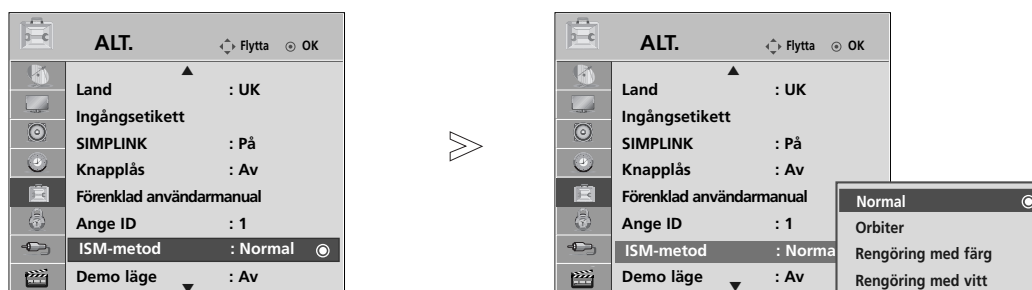 ALT. Flytta OK
Land : UK
Ingångsetikett
SIMPLINK : På
Knapplås : Av
Förenklad användarmanual
Ange ID : 1
ISM-metod : Normal
Demo läge : Av
ALT. Flytta OK
Land : UK
Ingångsetikett
SIMPLINK : På
Knapplås : Av
Förenklad användarmanual
Ange ID : 1
ISM-metod : Norma
Demo läge : Av
Normal
Orbiter
Rengöring med färg
Rengöring med vitt